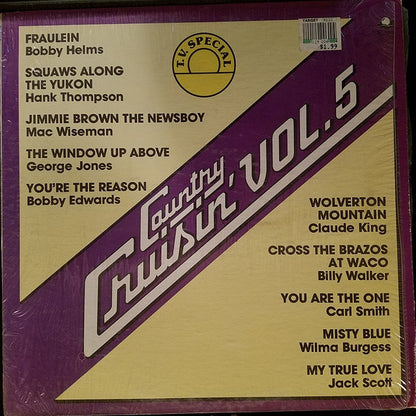 FRAULEIN
Bobby Helms
SQUAWS ALONG
THE YUKON
Hank Thompson
JIMMIE BROWN THE NEWSBOY
Mac Wiseman
THE WINDOW UP ABOVE
George Jones
YOU'RE THE REASON
Bobby Edwards
T.V. SPECIAL
TARGET
$1.99
Country
Cruisin' VOL. 5
WOLVERTON
MOUNTAIN
Claude King
CROSS THE BRAZOS
AT WACO
Billy Walker
YOU ARE THE ONE
Carl Smith
MISTY BLUE
Wilma Burgess
MY TRUE LOVE
Jack Scott